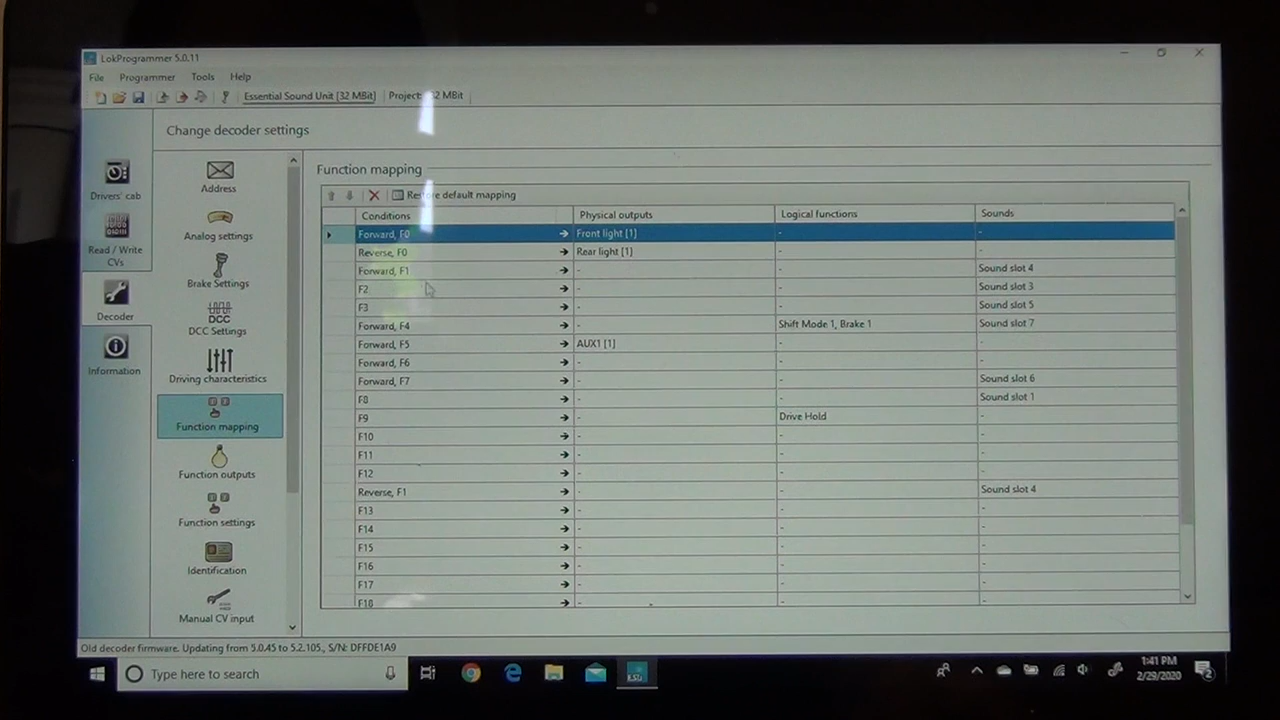 LokProgrammer 5.0.11
File Programmer Tools Help
Essential Sound Unit [32 MBit] Project: 32 MBit
Change decoder settings
Drivers' cab
Read / Write CVs
Decoder
Information
Address
Analog settings
Brake Settings
DCC
DCC Settings
Driving characteristics
Function mapping
Function outputs
Function settings
Identification
Manual CV input
Function mapping
Restore default mapping
Conditions Physical outputs Logical functions Sounds
Forward, F0 → Front light [1] - -
Reverse, F0 → Rear light [1] - -
Forward, F1 → - - Sound slot 4
F2 → - - Sound slot 3
F3 → - - Sound slot 5
Forward, F4 → - Shift Mode 1, Brake 1 Sound slot 7
Forward, F5 → AUX1 [1] - -
Forward, F6 → - - -
Forward, F7 → - - Sound slot 6
F8 → - - Sound slot 1
F9 → - Drive Hold -
F10 → - - -
F11 → - - -
F12 → - - -
Reverse, F1 → - - Sound slot 4
F13 → - - -
F14 → - - -
F15 → - - -
F16 → - - -
F17 → - - -
F18 → - - -
Old decoder firmware. Updating from 5.0.45 to 5.2.105., S/N: DFFDE1A9
Type here to search
1:41 PM
2/29/2020
2